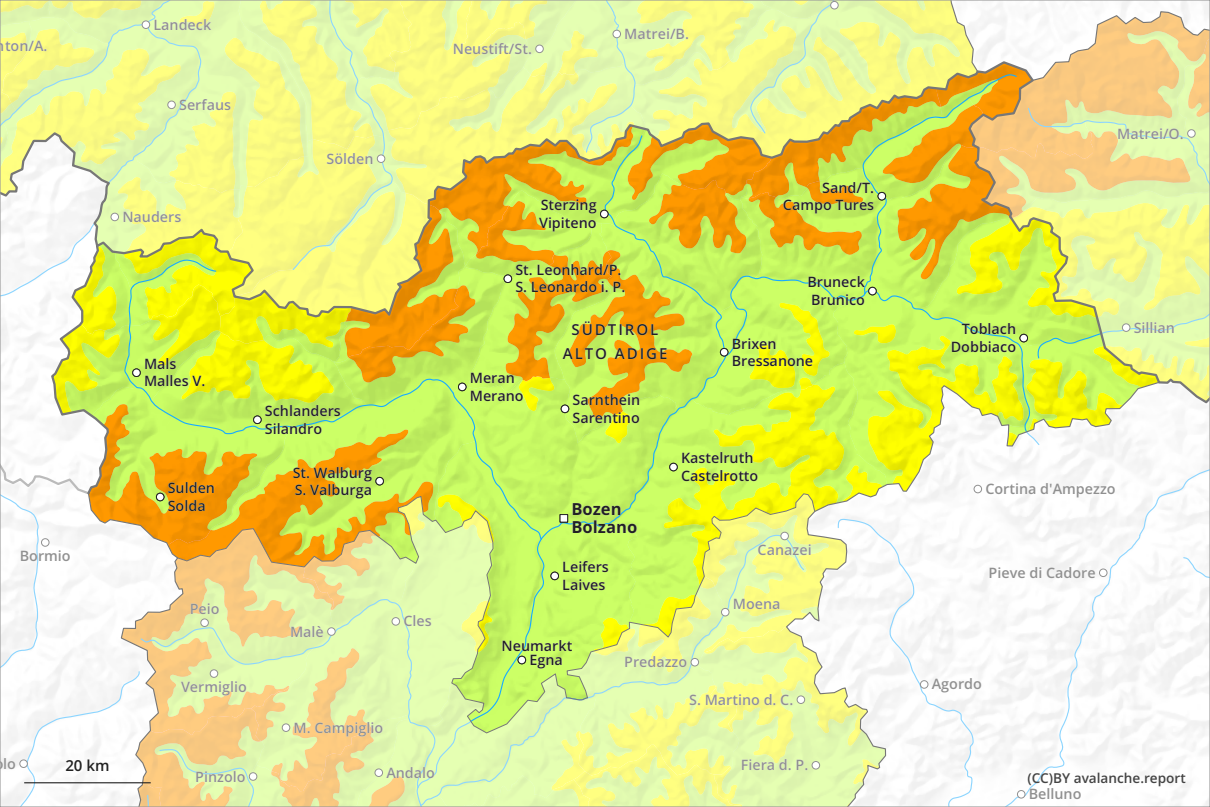 Landeck
Matrei/B.
nton/A.
Neustift/St.
Serfaus
Matrei/O.
Sölden
Sand/T.
Campo Tures
Sterzing
Vipiteno
Nauders
St. Leonhard/P.
S. Leonardo i. P.
Bruneck
Brunico
SÜDTIROL
ALTO ADIGE
Toblach
Dobbiaco
Sillian
Brixen
Bressanone
Mals
Malles V.
Meran
Merano
Sarnthein
Sarentino
Schlanders
Silandro
Kastelruth
Castelrotto
St. Walburg
S. Valburga
Sulden
Solda
Cortina d'Ampezzo
Bozen
Bolzano
Bormio
Canazei
Leifers
Laives
Pieve di Cadore
Peio
Moena
Cles
Malè
Neumarkt
Egna
Predazzo
Vermiglio
Agordo
S. Martino d. C.
M. Campiglio
olo
20 km
Pinzolo
Andalo
Fiera d. P.
(CC)BY avalanche.report
Belluno